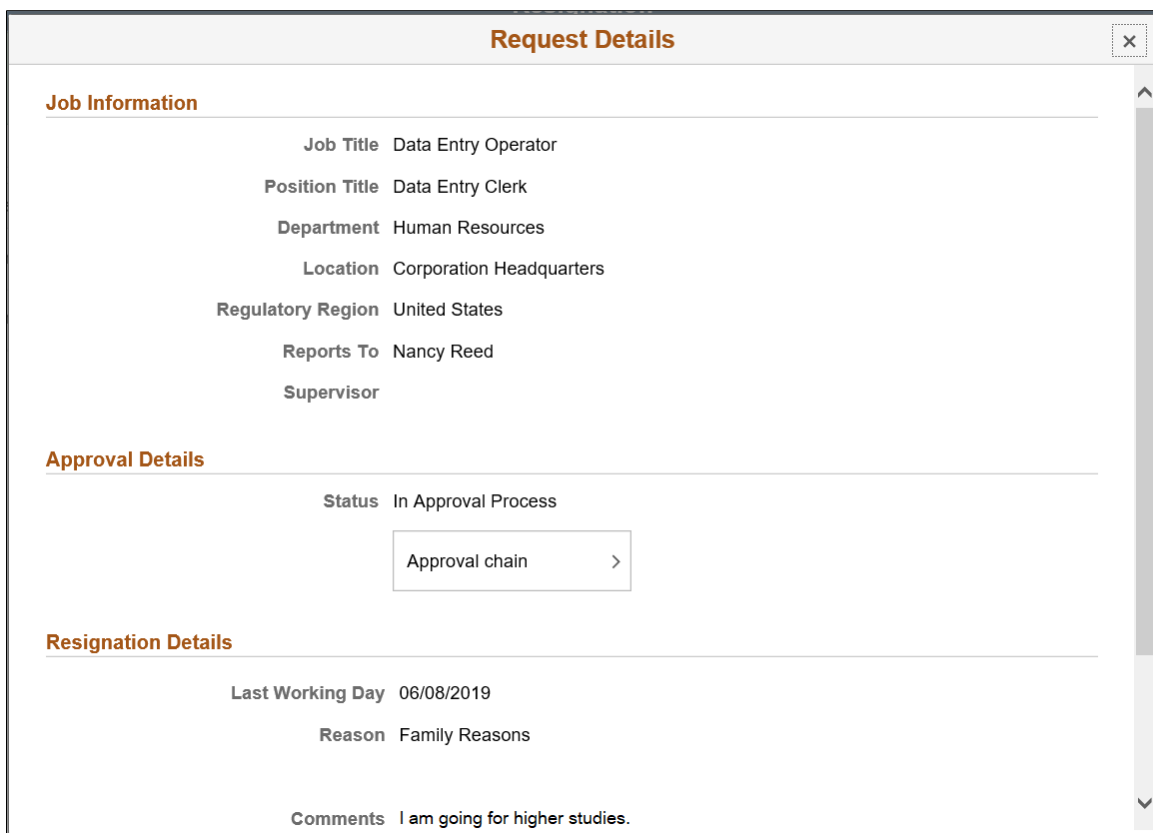 Request Details
Job Information
Job Title Data Entry Operator
Position Title Data Entry Clerk
Department Human Resources
Location Corporation Headquarters
Regulatory Region United States
Reports To Nancy Reed
Supervisor
Approval Details
Status In Approval Process
Approval chain
Resignation Details
Last Working Day 06/08/2019
Reason Family Reasons
Comments I am going for higher studies.